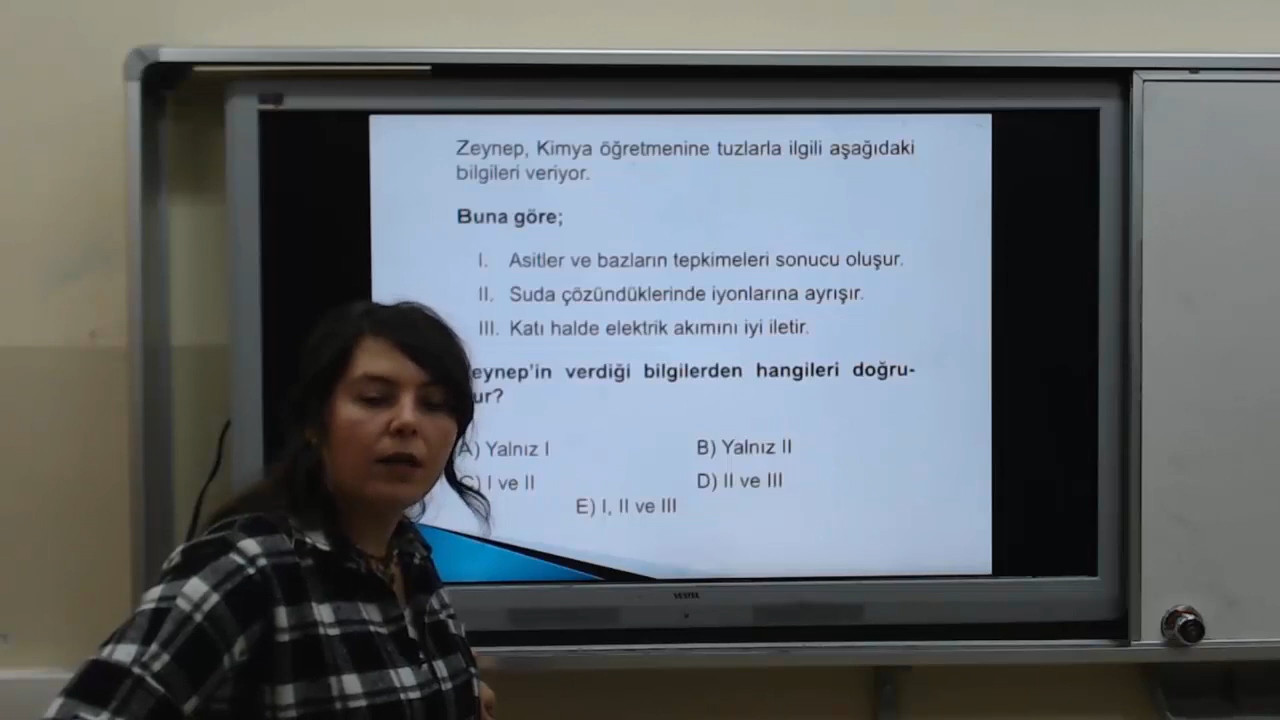 Zeynep, Kimya öğretmenine tuzlarla ilgili aşağıdaki
bilgileri veriyor.
Buna göre;
I. Asitler ve bazların tepkimeleri sonucu oluşur.
II. Suda çözündüklerinde iyonlarına ayrışır.
III. Katı halde elektrik akımını iyi iletir.
eynep'in verdiği bilgilerden hangileri doğru-
ur?
A) Yalnız I B) Yalnız II
C) I ve II D) II ve III
E) I, II ve III
VESTEL